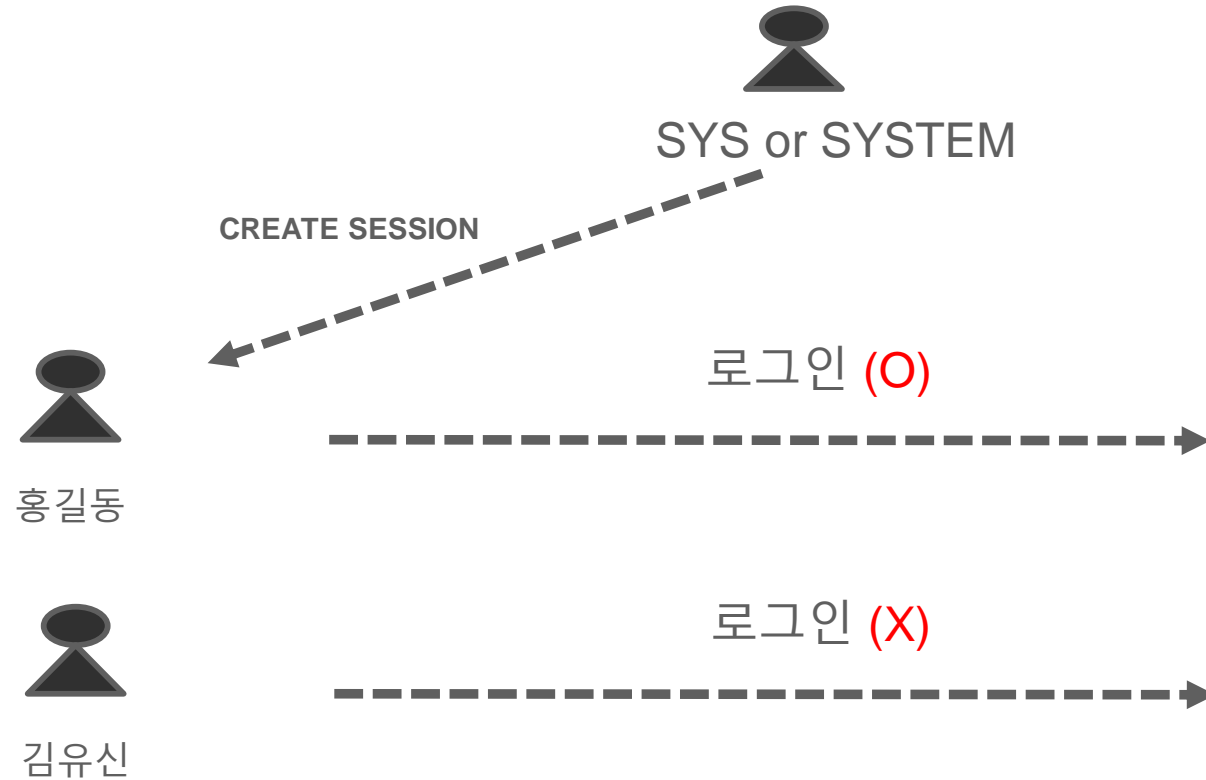 SYS or SYSTEM
CREATE SESSION
로그인 (O)
홍길동
로그인 (X)
김유신